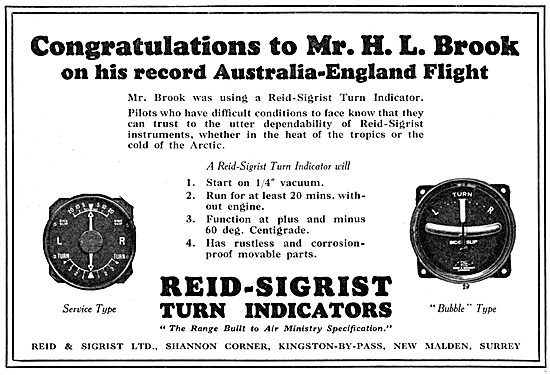 Congratulations to Mr. H. L. Brook
on his record Australia-England Flight
Mr. Brook was using a Reid-Sigrist Turn Indicator.
Pilots who have difficult conditions to face know that they
can trust to the utter dependability of Reid-Sigrist
instruments, whether in the heat of the tropics or the
cold of the Arctic.
A Reid-Sigrist Turn Indicator will
1. Start on 1/4" vacuum.
2. Run for at least 20 mins. with-
out engine.
3. Function at plus and minus
60 deg. Centigrade.
4. Has rustless and corrosion-
proof movable parts.
L R
TURN TURN
Service Type
TURN
L R
SIDE SLIP
"Bubble" Type
REID-SIGRIST
TURN INDICATORS
"The Range Built to Air Ministry Specification."
REID & SIGRIST LTD., SHANNON CORNER, KINGSTON-BY-PASS, NEW MALDEN, SURREY